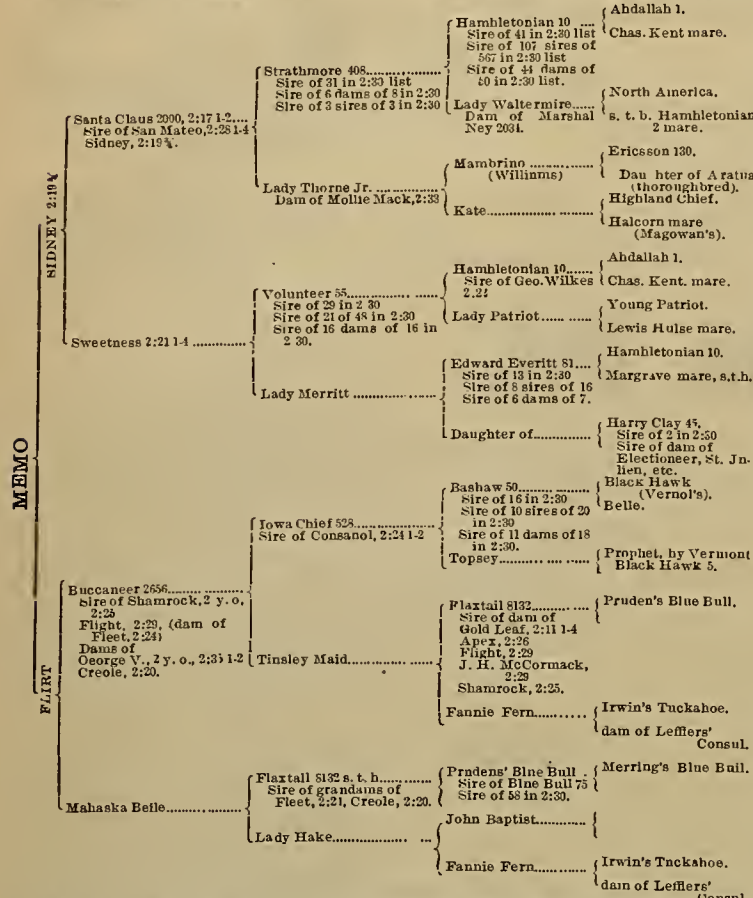 MEMO
SIDNEY 2:19¾
Santa Claus 2000, 2:17 1-2....
Sire of San Mateo, 2:28 1-4
Sidney, 2:19¾.
Strathmore 408..................
Sire of 31 in 2:30 list
Sire of 6 dams of 8 in 2:30
Sire of 3 sires of 3 in 2:30
Hambletonian 10 ....
Sire of 41 in 2:30 list
Sire of 107 sires of
567 in 2:30 list
Sire of 44 dams of
in 2:30 list.
Abdallah 1.
Chas. Kent mare.
Lady Waltermire......
Dam of Marshal
Ney 2034.
North America.
s. t. b. Hamhletonian
2 mare.
Lady Thorne Jr. ..................
Dam of Mollie Mack, 2:33
Mambrino ..........
(Williams)
Ericsson 130.
Dau hter of Aratus
(thoroughbred).
Kate......................
Highland Chief.
Halcorn mare
(Magowan's).
Sweetness 2:21 1-4 ..............
Volunteer 55..................
Sire of 29 in 2 30
Sire of 21 of 48 in 2:30
Sire of 16 dams of 16 in
2 30.
Hambletonian 10.......
Sire of Geo. Wilkes
Abdallah 1.
Chas. Kent. mare.
Lady Patriot...... ......
Young Patriot.
Lewis Hulse mare.
Lady Merritt ..................
Edward Everitt 81....
Sire of 13 in 2:30
Sire of 8 sires of 16
Sire of 6 dams of 7.
Hambletonian 10.
Margrave mare, s.t.h.
Daughter of..............
Harry Clay 45.
Sire of 2 in 2:30
Sire of dam of
Electioneer, St. Ju-
lien, etc.
FLIRT
Buccaneer 2656..................
Sire of Shamrock, 2 y. o,
2:25
Flight, 2:29, (dam of
Fleet, 2:24)
Dams of
George V., 2 y. o., 1-2
Creole, 2:20.
Iowa Chief 528..................
Sire of Consanol, 2:24 1-2
Bashaw 50..............
Sire of 16 in 2:30
Sire of 10 sires of 20
in 2:30
Sire of 11 dams of 18
in 2:30.
Black Hawk
(Vernol's).
Belle.
Topsey..................
Prophet, by Vermont
Black Hawk 5.
Tinsley Maid..................
Flaxtail 8132............
Sire of dam of
Gold Leaf, 2:11 1-4
Apex, 2:26
Flight, 2:29
J. H. McCormack,
2:29
Shamrock, 2:25.
Pruden's Blue Bull.
Fannie Fern..........
Irwin's Tuckahoe.
dam of Lefflers'
Consul.
Mahaska Belle..................
Flaxtail 8132 s. t. h..............
Sire of grandams of
Fleet, 2:21, Creole, 2:20.
Prudens' Blue Bull .
Sire of Blue Bull 75
Sire of 58 in 2:30.
Merring's Blue Bull.
Lady Hake..................
John Baptist............
Fannie Fern............
Irwin's Tuckahoe.
dam of Lefflers'
Consul.